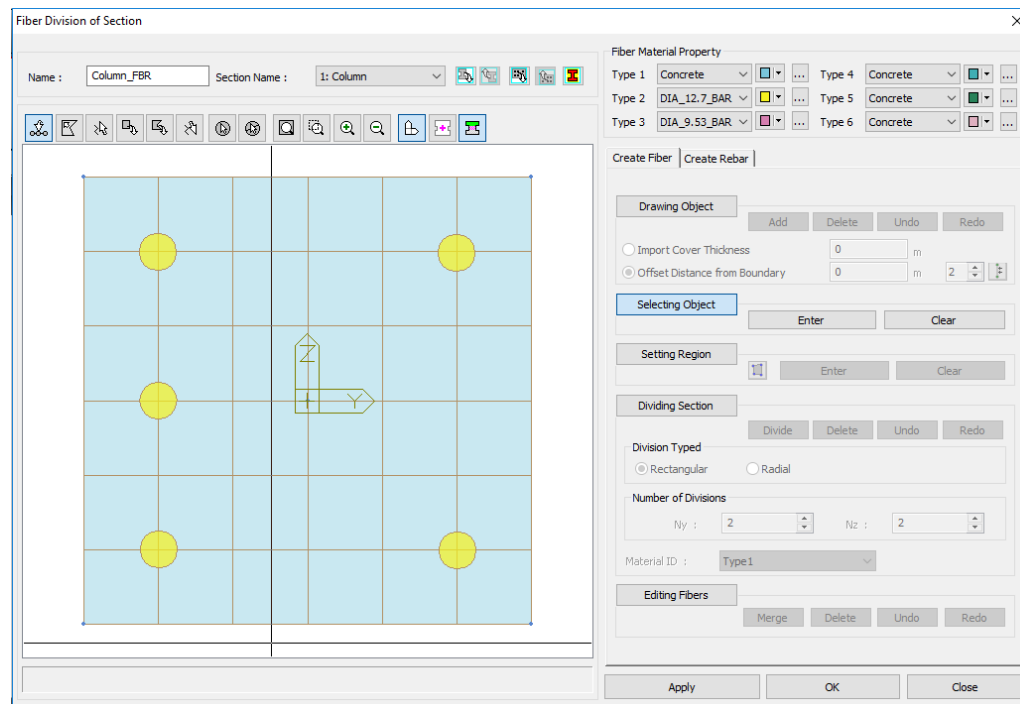 Fiber Division of Section
Name : Column_FBR Section Name : 1: Column
Fiber Material Property
Type 1 Concrete ... Type 4 Concrete ...
Type 2 DIA_12.7_BAR ... Type 5 Concrete ...
Type 3 DIA_9.53_BAR ... Type 6 Concrete ...
Z
Y
Create Fiber Create Rebar
Drawing Object
Add Delete Undo Redo
Import Cover Thickness 0 m
Offset Distance from Boundary 0 m 2
Selecting Object
Enter Clear
Setting Region
Enter Clear
Dividing Section
Divide Delete Undo Redo
Division Typed
Rectangular Radial
Number of Divisions
Ny : 2 Nz : 2
Material ID : Type1
Editing Fibers
Merge Delete Undo Redo
Apply OK Close